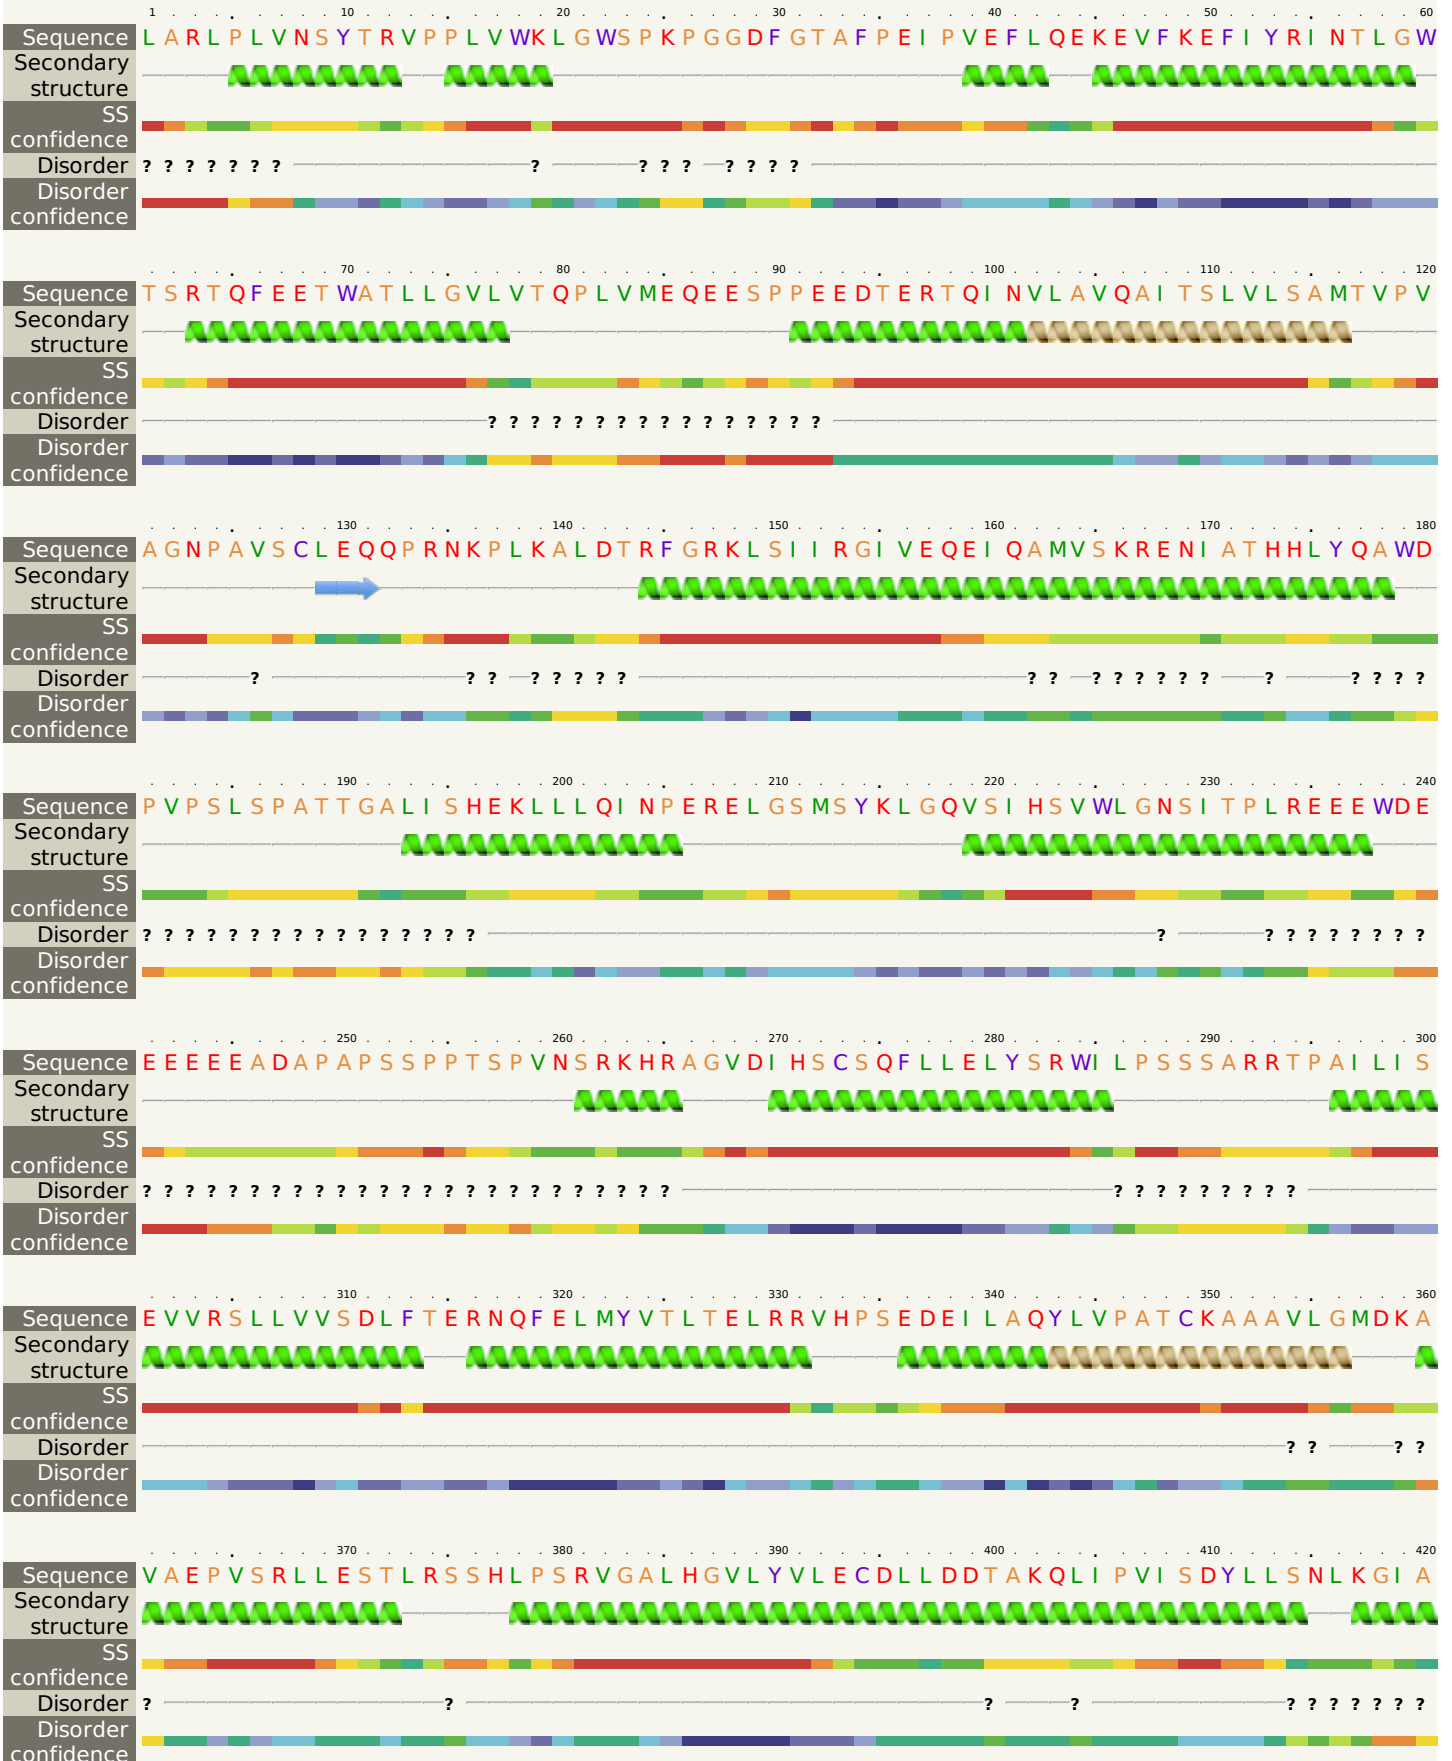 1 10 20 30 40 50 60
Sequence L A R L P L V N S Y T R V P P L V W K L G W S P K P G G D F G T A F P E I P V E F L Q E K E V F K E F I Y R I N T L G W
Secondary
structure
SS
confidence
Disorder ? ? ? ? ? ? ? ? ? ? ? ? ? ? ?
Disorder
confidence
70 80 90 100 110 120
Sequence T S R T Q F E E T W A T L L G V L V T Q P L V M E Q E E S P P E E D T E R T Q I N V L A V Q A I T S L V L S A M T V P V
Secondary
structure
SS
confidence
Disorder ? ? ? ? ? ? ? ? ? ? ? ? ? ? ? ?
Disorder
confidence
130 140 150 160 170 180
Sequence A G N P A V S C L E Q Q P R N K P L K A L D T R F G R K L S I I R G I V E Q E I Q A M V S K R E N I A T H H L Y Q A W D
Secondary
structure
SS
confidence
Disorder ? ? ? ? ? ? ? ? ? ? ? ? ? ? ? ? ? ? ? ? ?
Disorder
confidence
190 200 210 220 230 240
Sequence P V P S L S P A T T G A L I S H E K L L L Q I N P E R E L G S M S Y K L G Q V S I H S V W L G N S I T P L R E E E W D E
Secondary
structure
SS
confidence
Disorder ? ? ? ? ? ? ? ? ? ? ? ? ? ? ? ? ? ? ? ? ? ? ? ? ?
Disorder
confidence
250 260 270 280 290 300
Sequence E E E E E A D A P A P S S P P T S P V N S R K H R A G V D I H S C S Q F L L E L Y S R W I L P S S S A R R T P A I L I S
Secondary
structure
SS
confidence
Disorder ? ? ? ? ? ? ? ? ? ? ? ? ? ? ? ? ? ? ? ? ? ? ? ? ? ? ? ? ? ? ? ? ? ?
Disorder
confidence
310 320 330 340 350 360
Sequence E V V R S L L V V S D L F T E R N Q F E L M Y V T L T E L R R V H P S E D E I L A Q Y L V P A T C K A A A V L G M D K A
Secondary
structure
SS
confidence
Disorder ? ? ? ?
Disorder
confidence
370 380 390 400 410 420
Sequence V A E P V S R L L E S T L R S S H L P S R V G A L H G V L Y V L E C D L L D D T A K Q L I P V I S D Y L L S N L K G I A
Secondary
structure
SS
confidence
Disorder ? ? ? ? ? ? ? ? ? ? ?
Disorder
confidence